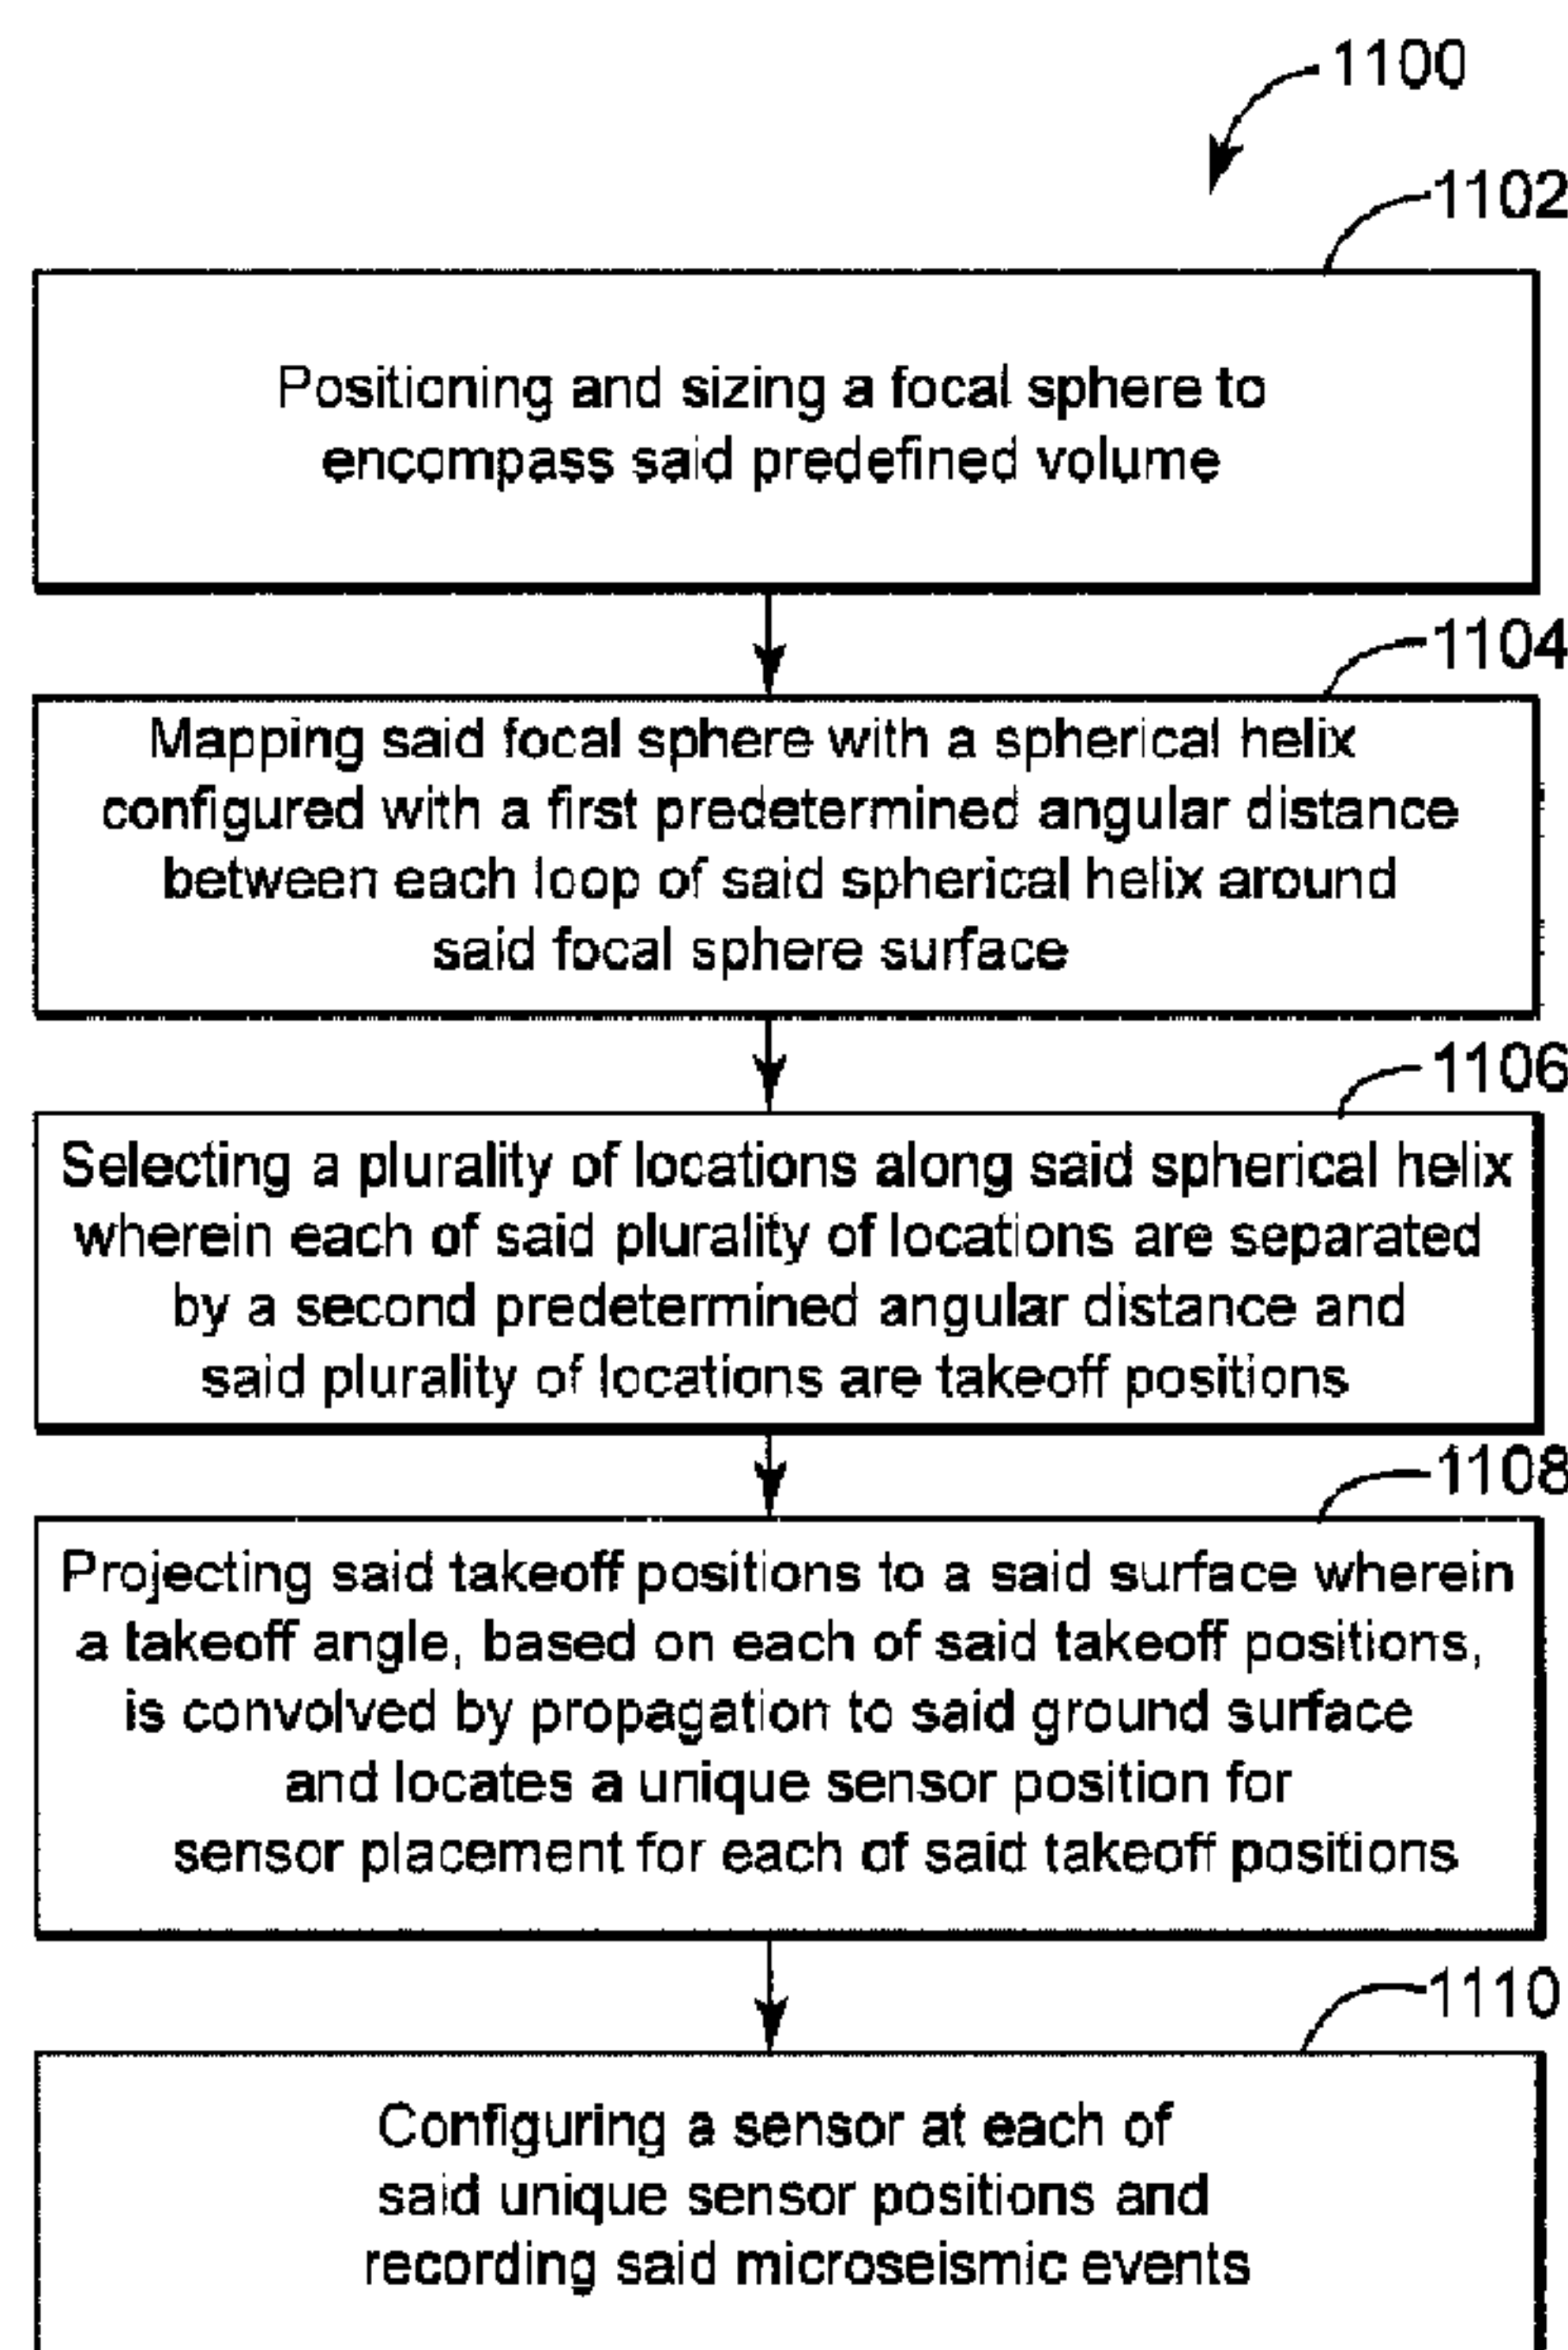 1100
1102
Positioning and sizing a focal sphere to
encompass said predefined volume
1104
Mapping said focal sphere with a spherical helix
configured with a first predetermined angular distance
between each loop of said spherical helix around
said focal sphere surface
1106
Selecting a plurality of locations along said spherical helix
wherein each of said plurality of locations are separated
by a second predetermined angular distance and
said plurality of locations are takeoff positions
1108
Projecting said takeoff positions to a said surface wherein
a takeoff angle, based on each of said takeoff positions,
is convolved by propagation to said ground surface
and locates a unique sensor position for
sensor placement for each of said takeoff positions
1110
Configuring a sensor at each of
said unique sensor positions and
recording said microseismic events